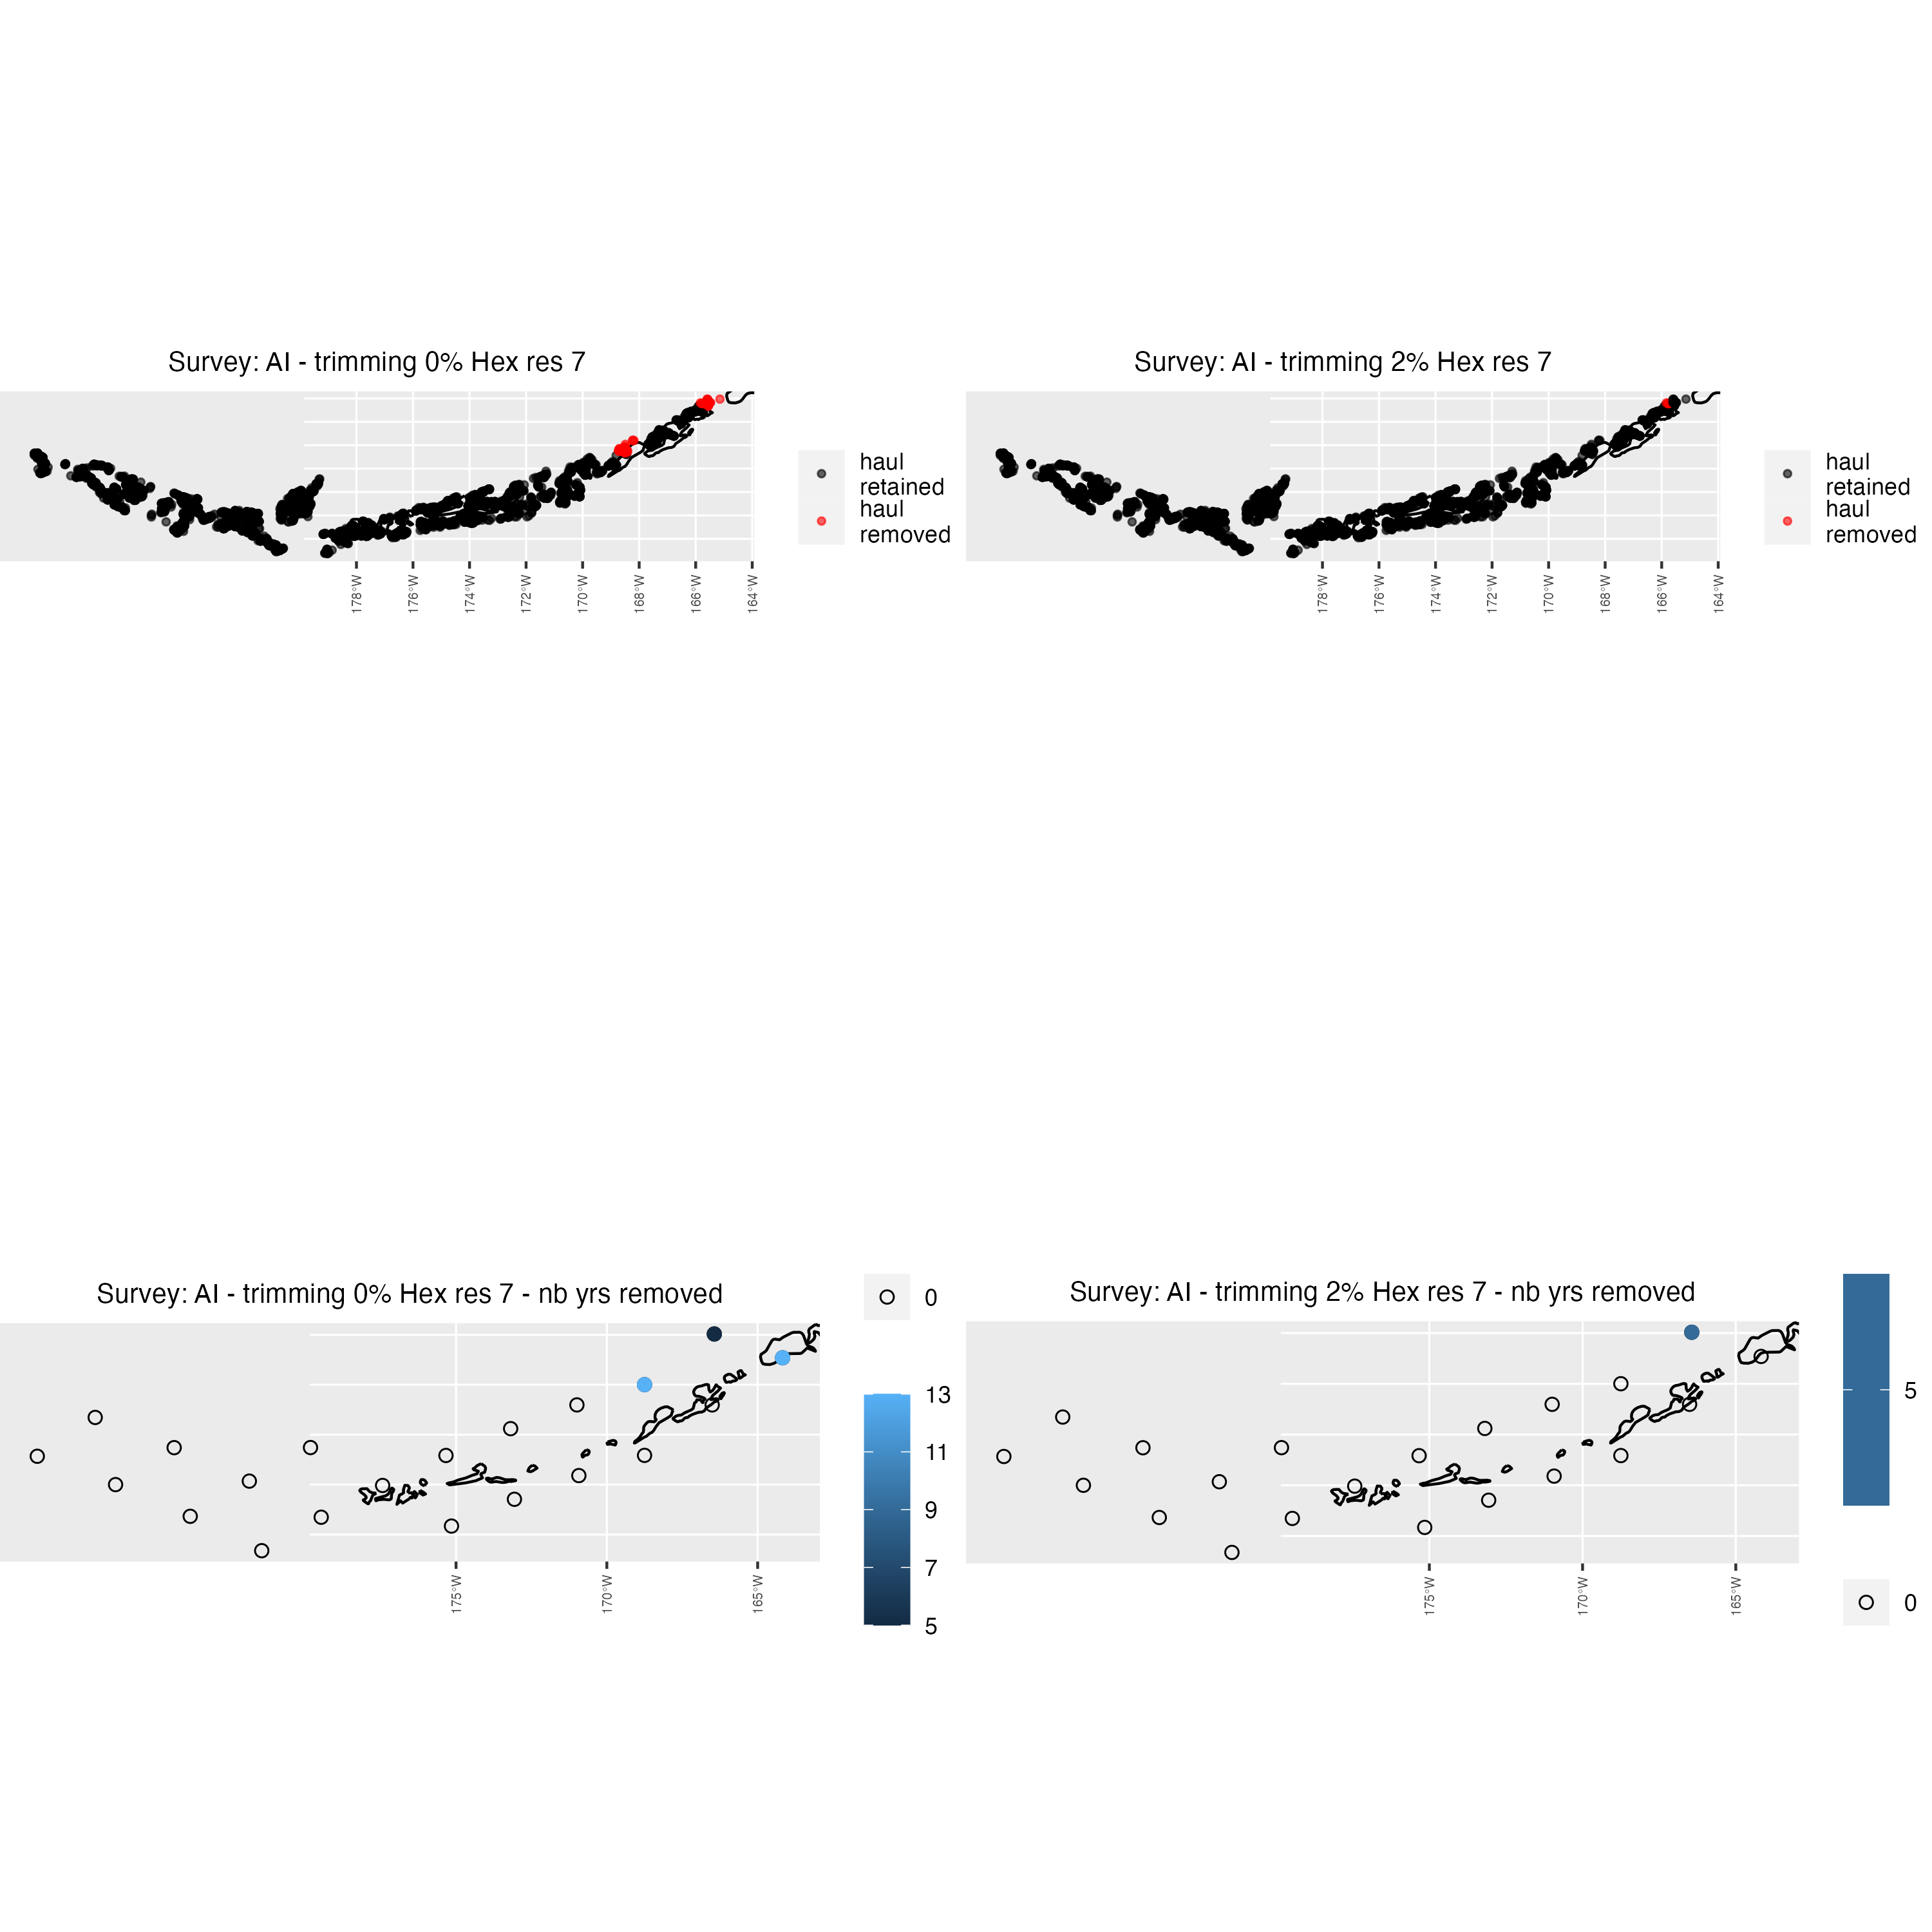 Survey: AI - trimming 0% Hex res 7
haul
retained
haul
removed
178°W
176°W
174°W
172°W
170°W
168°W
166°W
164°W
Survey: AI - trimming 2% Hex res 7
haul
retained
haul
removed
178°W
176°W
174°W
172°W
170°W
168°W
166°W
164°W
Survey: AI - trimming 0% Hex res 7 - nb yrs removed
0
13
11
9
7
5
175°W
170°W
165°W
Survey: AI - trimming 2% Hex res 7 - nb yrs removed
5
0
175°W
170°W
165°W